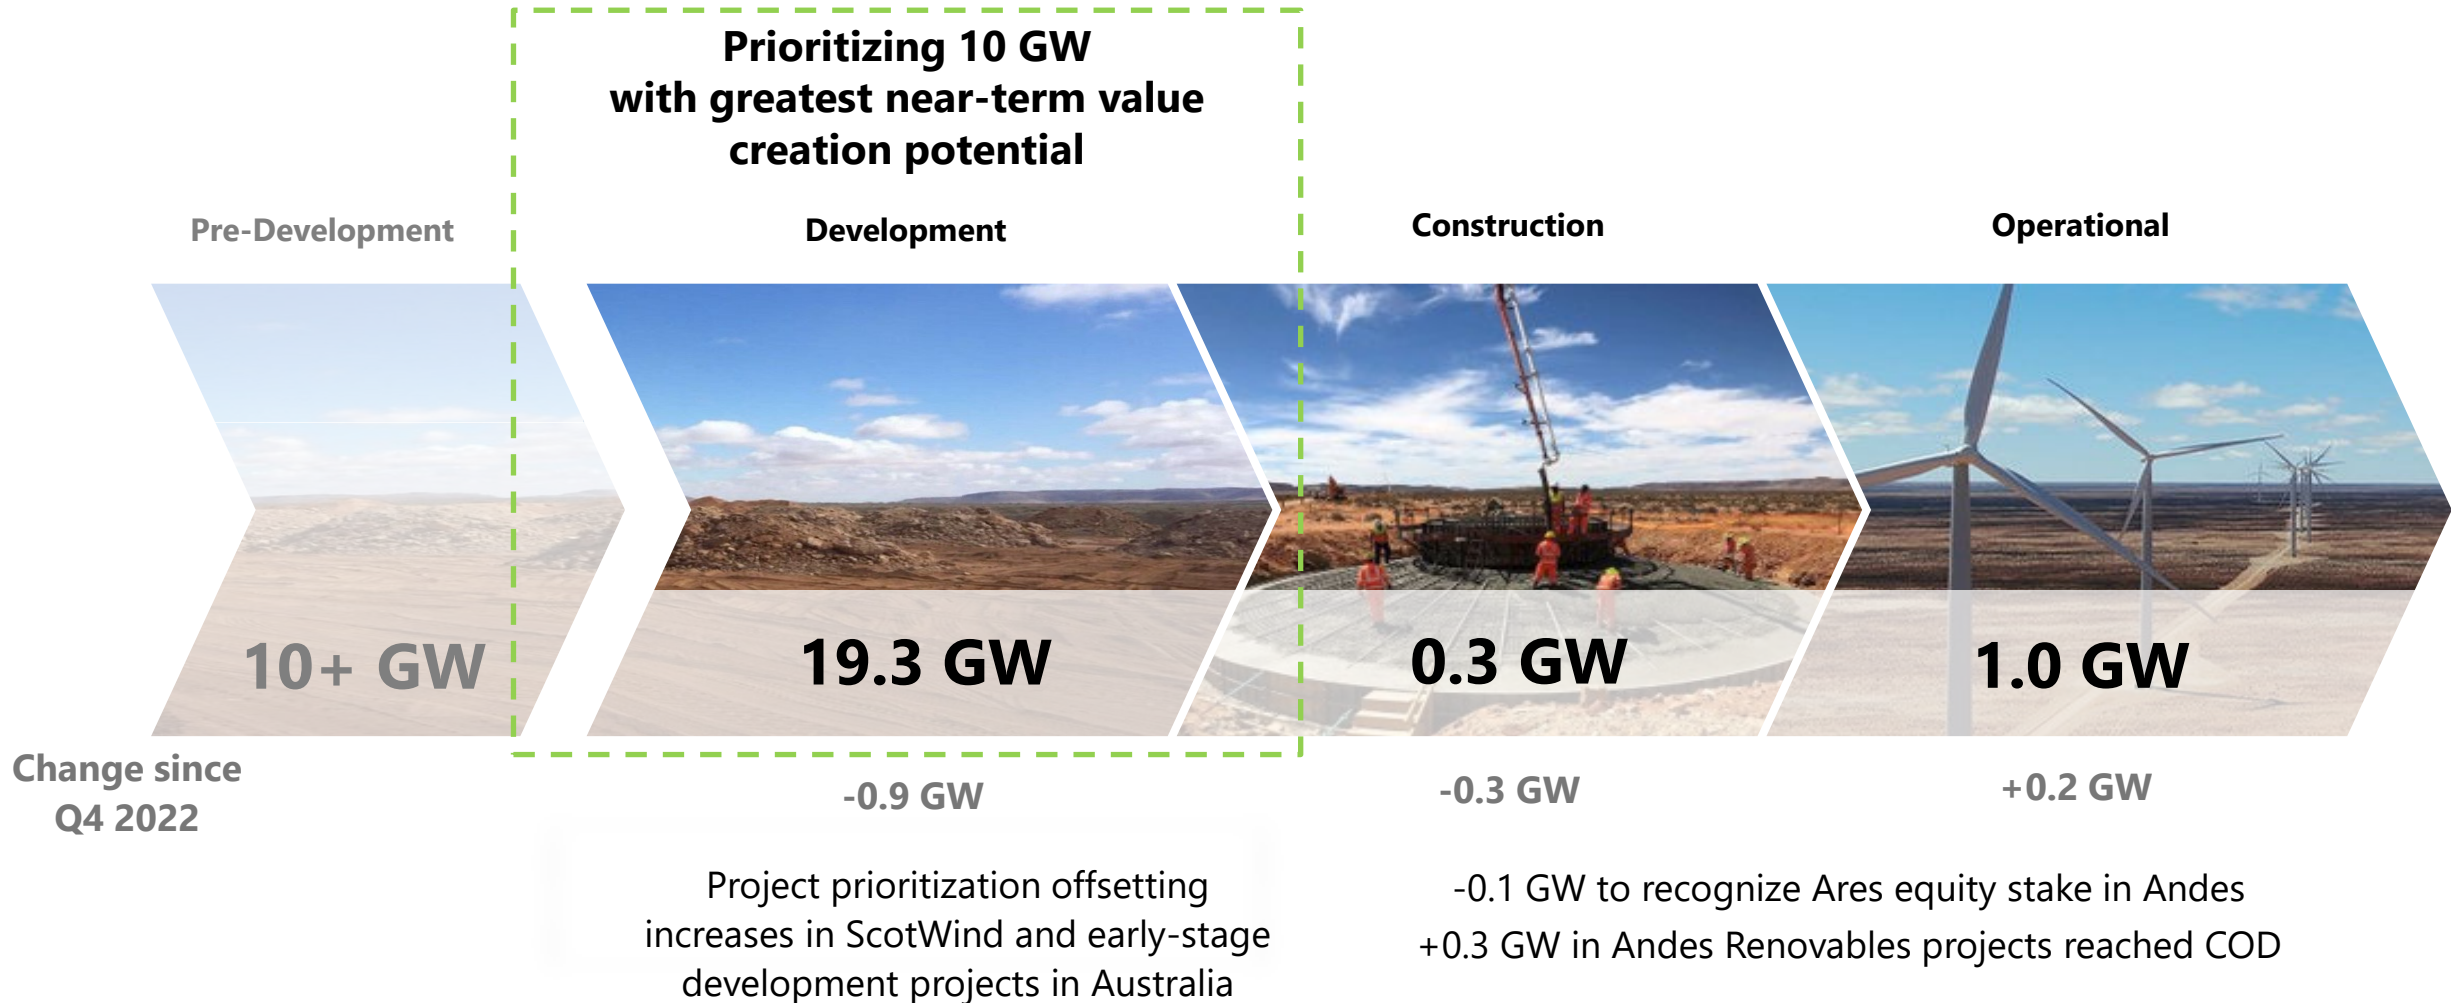 Prioritizing 10 GW
with greatest near-term value
creation potential
Pre-Development
Development
Construction
Operational
10+ GW
19.3 GW
0.3 GW
1.0 GW
Change since
Q4 2022
-0.9 GW
-0.3 GW
+0.2 GW
Project prioritization offsetting
increases in ScotWind and early-stage
development projects in Australia
-0.1 GW to recognize Ares equity stake in Andes
+0.3 GW in Andes Renovables projects reached COD